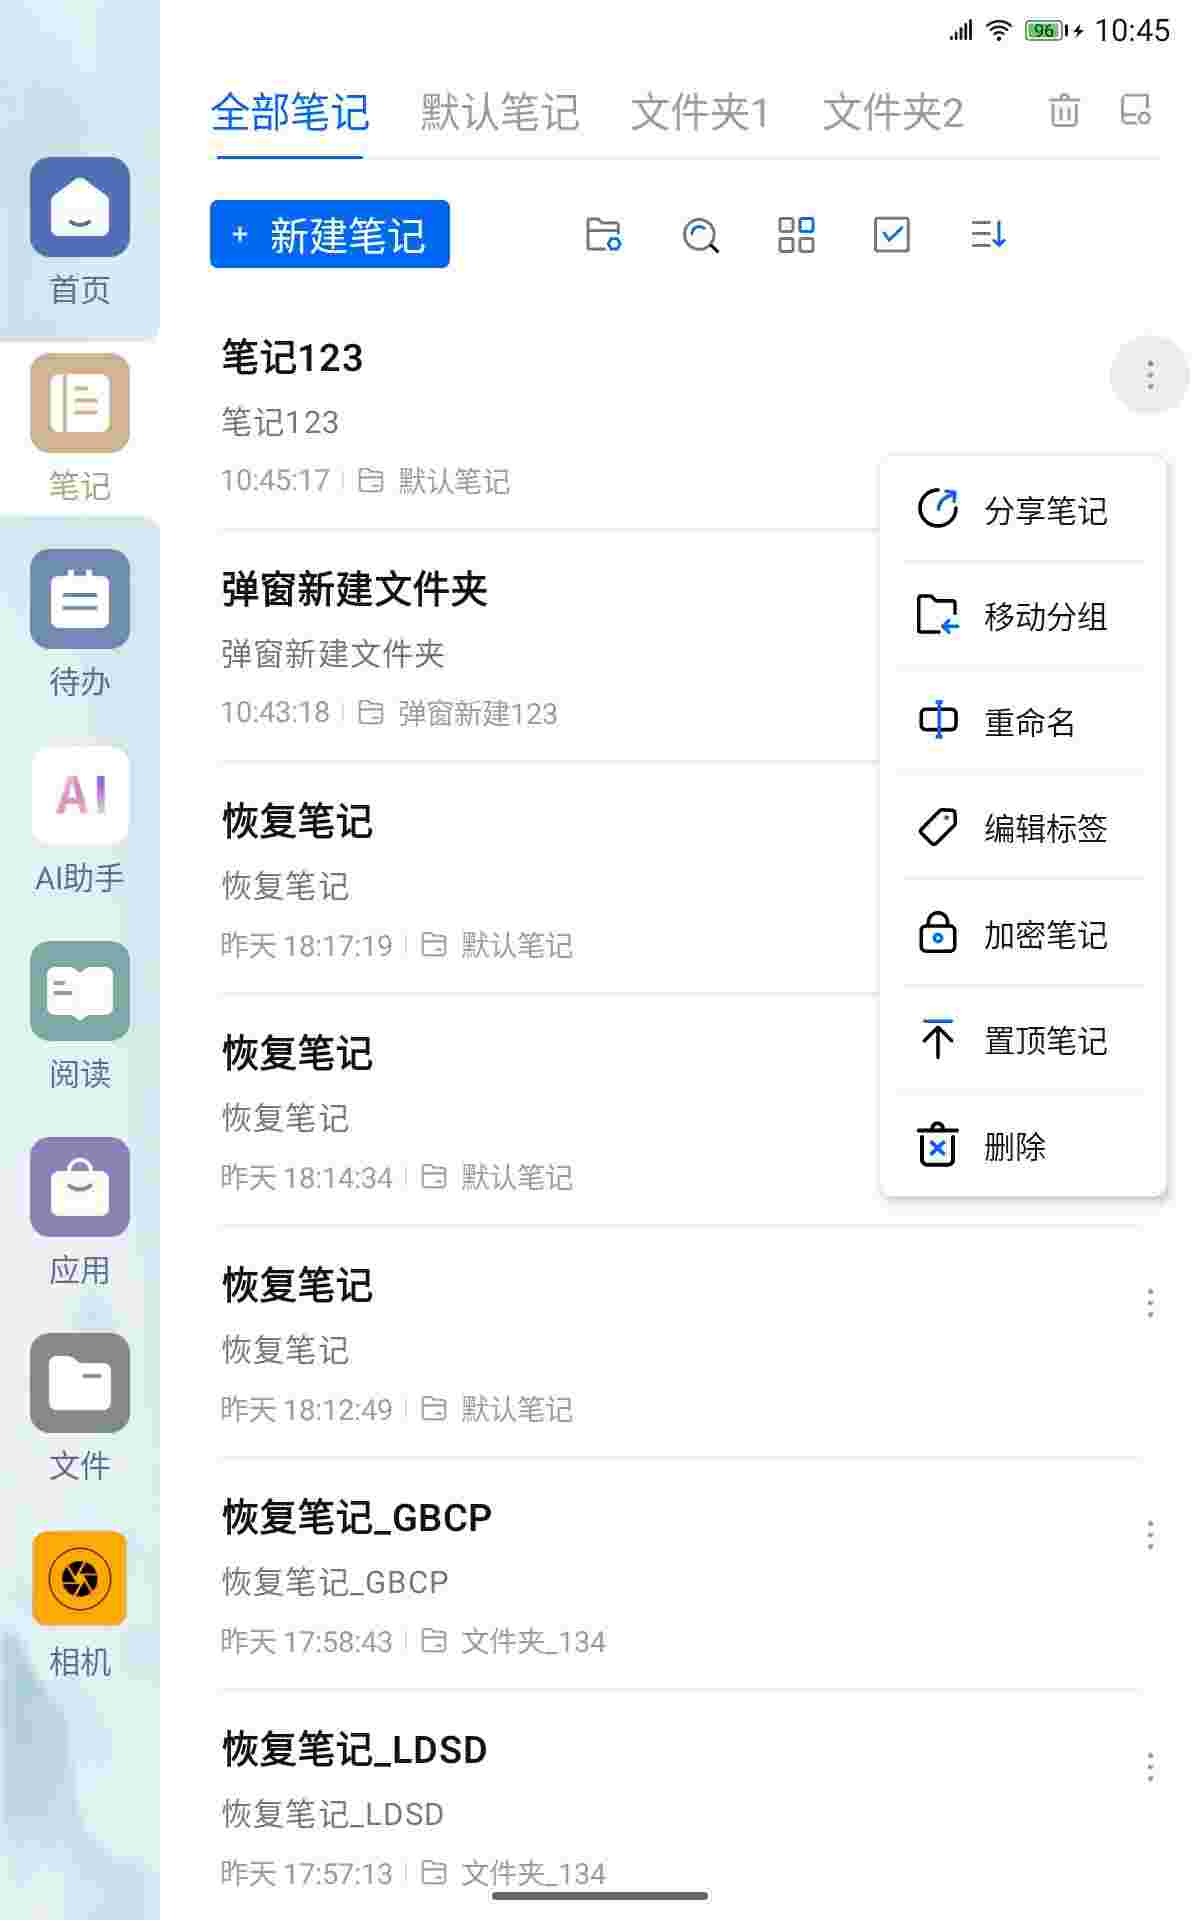 96 10:45
全部笔记 默认笔记 文件夹1 文件夹2
+ 新建笔记
首页
笔记
待办
AI
AI助手
阅读
应用
文件
相机
笔记123
笔记123
10:45:17 默认笔记
弹窗新建文件夹
弹窗新建文件夹
10:43:18 弹窗新建123
恢复笔记
恢复笔记
昨天 18:17:19 默认笔记
恢复笔记
恢复笔记
昨天 18:14:34 默认笔记
恢复笔记
恢复笔记
昨天 18:12:49 默认笔记
恢复笔记_GBCP
恢复笔记_GBCP
昨天 17:58:43 文件夹_134
恢复笔记_LDSD
恢复笔记_LDSD
昨天 17:57:13 文件夹_134
分享笔记
移动分组
重命名
编辑标签
加密笔记
置顶笔记
删除